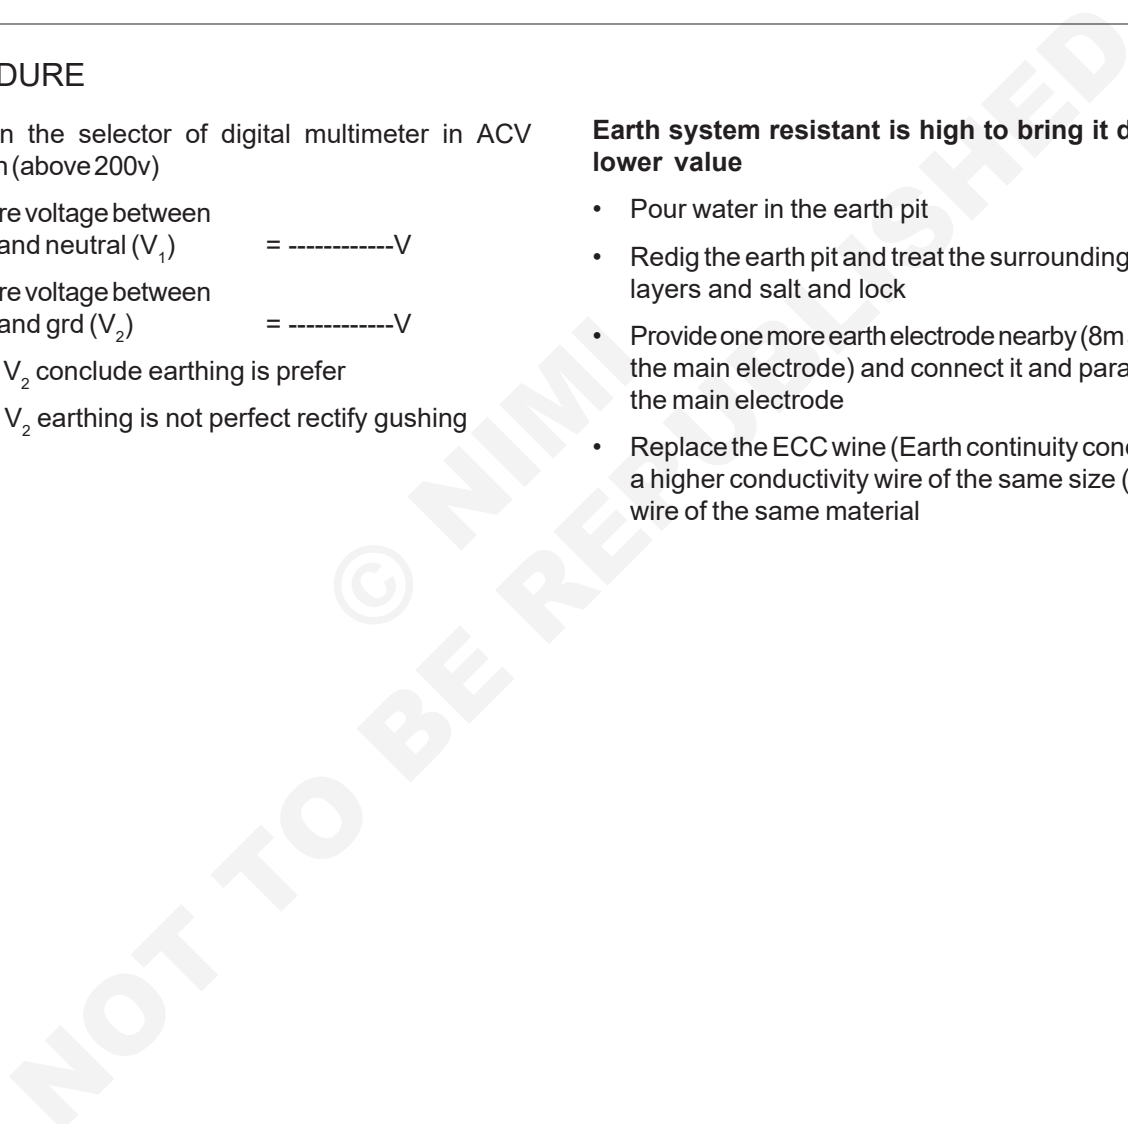 DURE
n the selector of digital multimeter in ACV
n (above 200v)
re voltage between
and neutral (V1) = ------------V
re voltage between
and grd (V2) = ------------V
V2 conclude earthing is prefer
V2 earthing is not perfect rectify gushing
Earth system resistant is high to bring it d
lower value
• Pour water in the earth pit
• Redig the earth pit and treat the surrounding
layers and salt and lock
• Provide one more earth electrode nearby (8m
the main electrode) and connect it and para
the main electrode
• Replace the ECC wine (Earth continuity cond
a higher conductivity wire of the same size (
wire of the same material
© NIMI
NOT TO BE REPUBLISHED